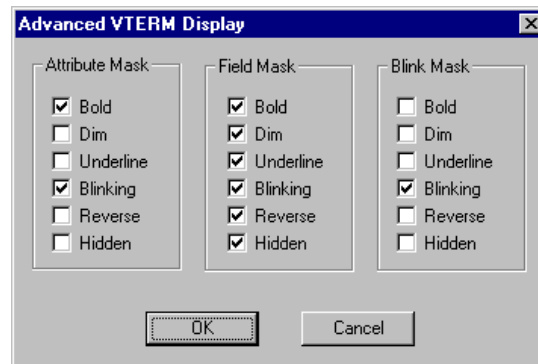 Advanced VTERM Display
Attribute Mask
Bold
Dim
Underline
Blinking
Reverse
Hidden
Field Mask
Bold
Dim
Underline
Blinking
Reverse
Hidden
Blink Mask
Bold
Dim
Underline
Blinking
Reverse
Hidden
OK
Cancel